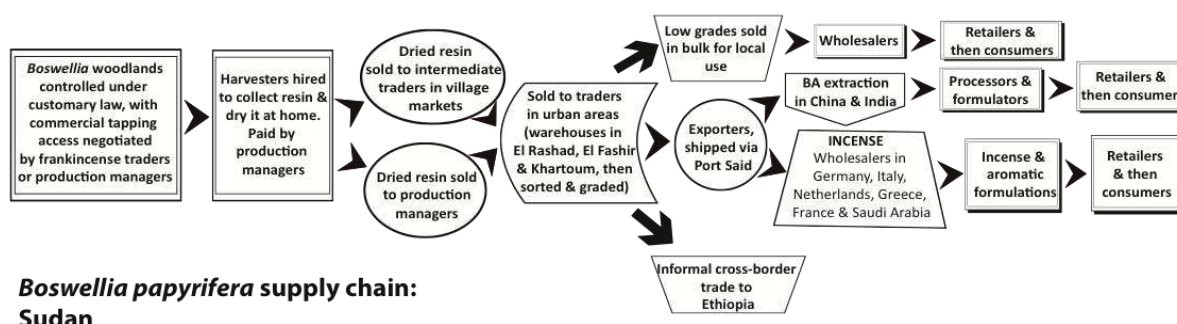 Boswellia woodlands
controlled under
customary law, with
commercial tapping
access negotiated
by frankincense traders
or production managers
Harvesters hired
to collect resin &
dry it at home.
Paid by
production
managers
Dried resin
sold to intermediate
traders in village
markets
Dried resin sold
to production
managers
Sold to traders
in urban areas
(warehouses in
El Rashad, El Fashir
& Khartoum, then
sorted & graded)
Low grades sold
in bulk for local
use
Wholesalers
Retailers &
then consumers
Exporters,
shipped via
Port Said
BA extraction
in China & India
Processors &
formulators
Retailers &
then consumer
INCENSE
Wholesalers in
Germany, Italy,
Netherlands, Greece,
France & Saudi Arabia
Incense &
aromatic
formulations
Retailers
& then
consumers
Informal cross-border
trade to
Ethiopia
Boswellia papyrifera supply chain:
Sudan